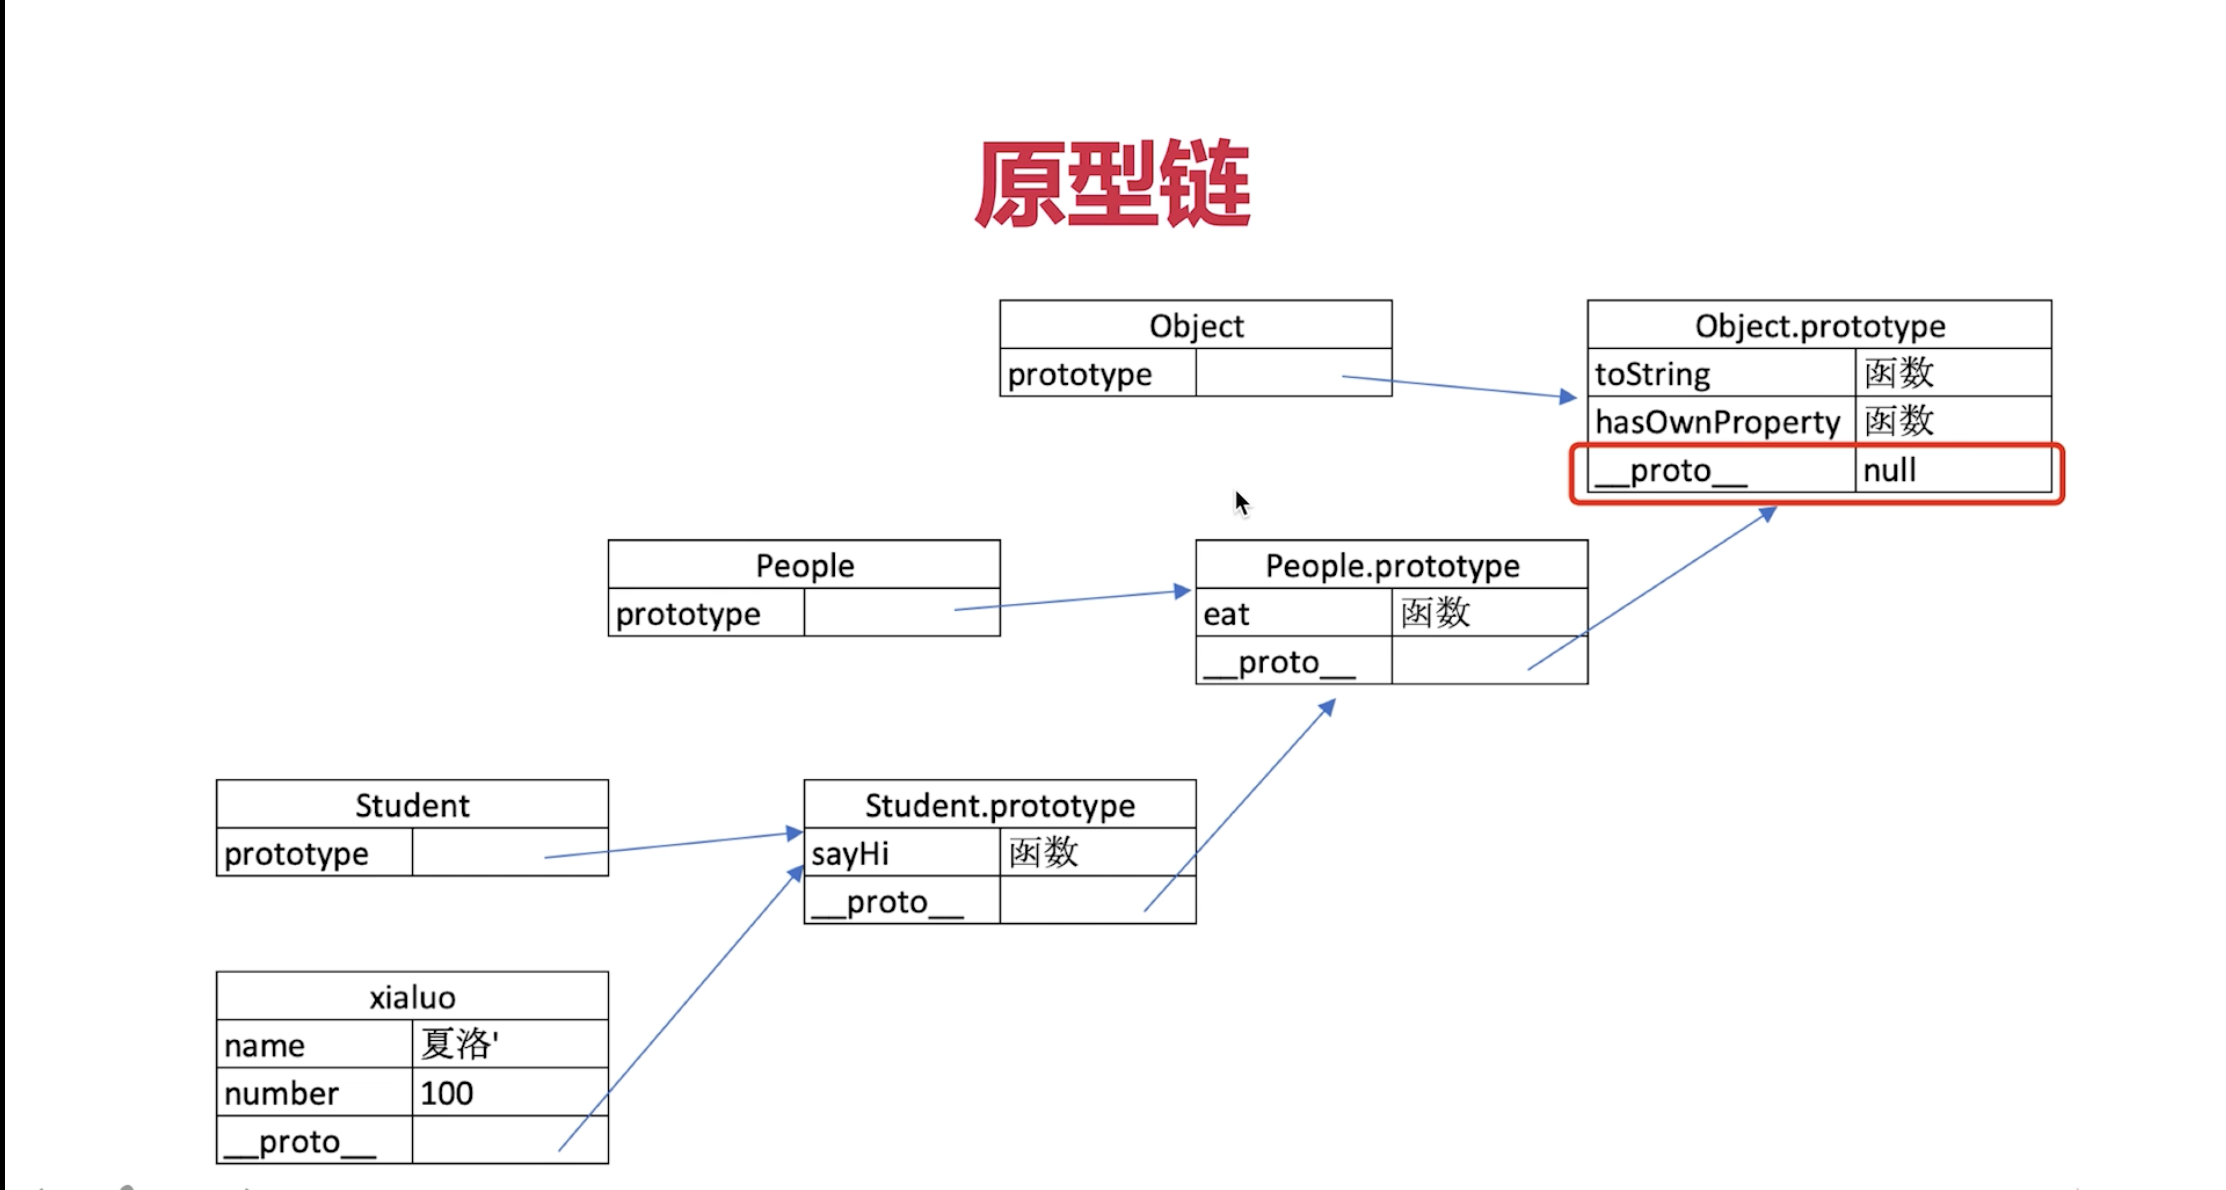 原型链
Object
prototype
Object.prototype
toString 函数
hasOwnProperty 函数
__proto__ null
People
prototype
People.prototype
eat 函数
__proto__
Student
prototype
Student.prototype
sayHi 函数
__proto__
xialuo
name 夏洛'
number 100
__proto__